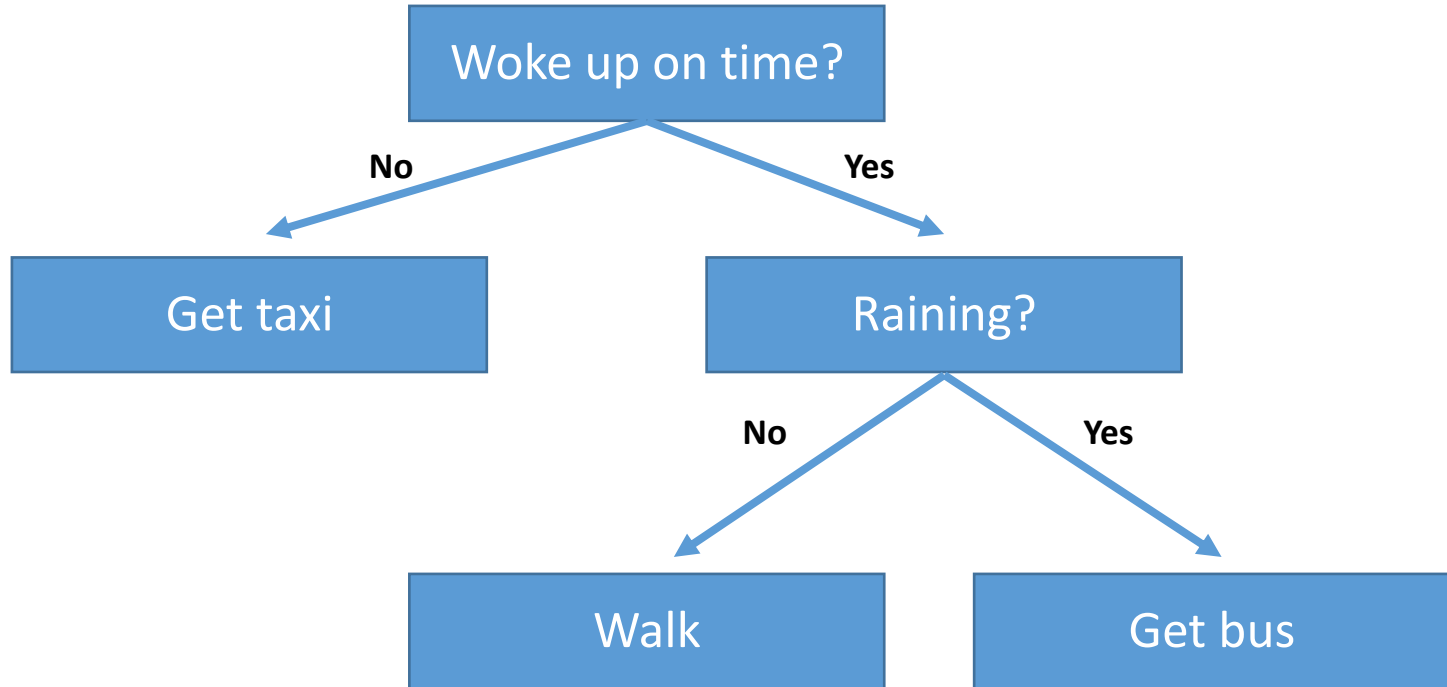 Woke up on time?
No
Yes
Get taxi
Raining?
No
Yes
Walk
Get bus